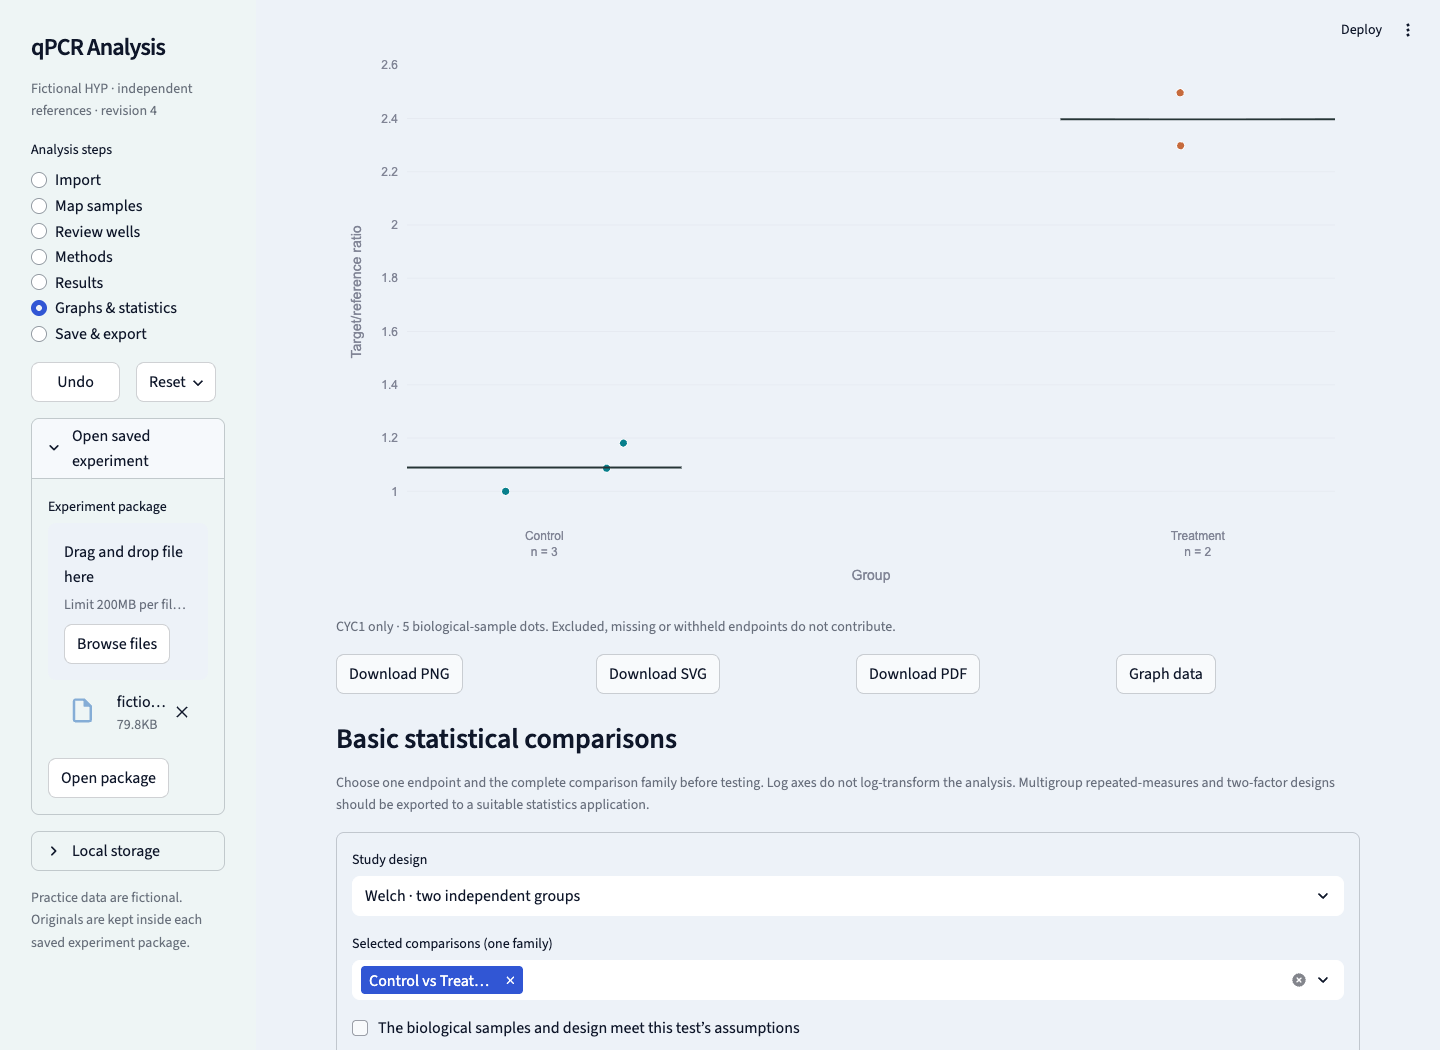 qPCR Analysis
Fictional HYP · independent
references · revision 4
Analysis steps
Import
Map samples
Review wells
Methods
Results
Graphs & statistics
Save & export
Undo
Reset
Open saved
experiment
Experiment package
Drag and drop file
here
Limit 200MB per fil…
Browse files
fictio…
79.8KB
Open package
Local storage
Practice data are fictional.
Originals are kept inside each
saved experiment package.
Deploy
2.6
2.4
2.2
2
1.8
1.6
1.4
1.2
1
Target/reference ratio
Control
n = 3
Treatment
n = 2
Group
CYC1 only · 5 biological-sample dots. Excluded, missing or withheld endpoints do not contribute.
Download PNG
Download SVG
Download PDF
Graph data
Basic statistical comparisons
Choose one endpoint and the complete comparison family before testing. Log axes do not log-transform the analysis. Multigroup repeated-measures and two-factor designs
should be exported to a suitable statistics application.
Study design
Welch · two independent groups
Selected comparisons (one family)
Control vs Treat…
The biological samples and design meet this test’s assumptions